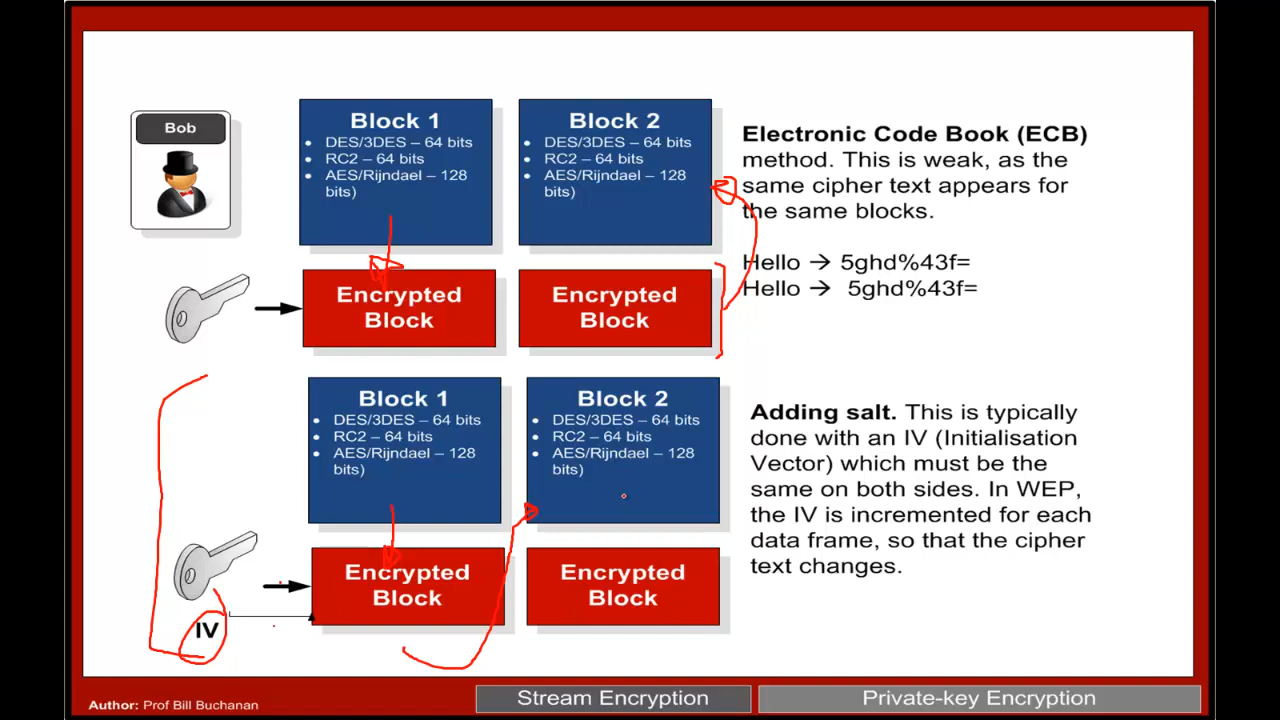 Bob
Block 1
• DES/3DES – 64 bits
• RC2 – 64 bits
• AES/Rijndael – 128
bits)
Block 2
• DES/3DES – 64 bits
• RC2 – 64 bits
• AES/Rijndael – 128
bits)
Electronic Code Book (ECB)
method. This is weak, as the
same cipher text appears for
the same blocks.
Hello → 5ghd%43f=
Hello → 5ghd%43f=
Encrypted
Block
Encrypted
Block
Block 1
• DES/3DES – 64 bits
• RC2 – 64 bits
• AES/Rijndael – 128
bits)
Block 2
• DES/3DES – 64 bits
• RC2 – 64 bits
• AES/Rijndael – 128
bits)
Adding salt. This is typically
done with an IV (Initialisation
Vector) which must be the
same on both sides. In WEP,
the IV is incremented for each
data frame, so that the cipher
text changes.
Encrypted
Block
Encrypted
Block
IV
Author: Prof Bill Buchanan
Stream Encryption
Private-key Encryption